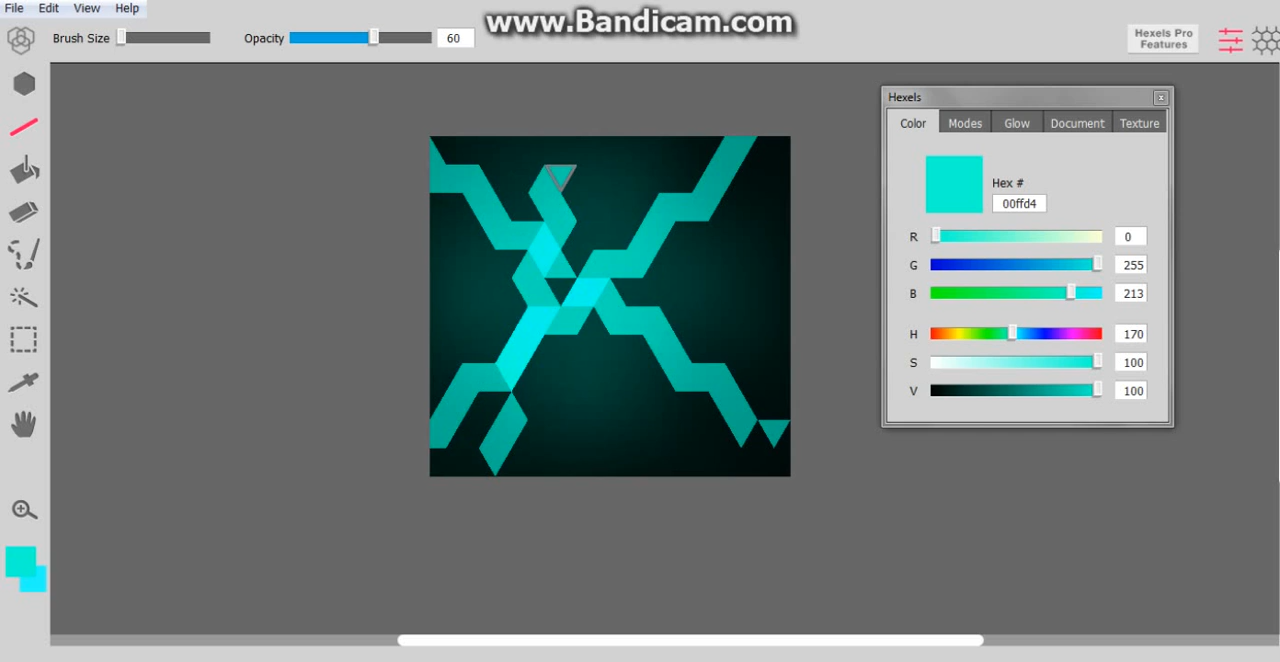 File Edit View Help
www.Bandicam.com
Brush Size
Opacity 60
Hexels Pro
Features
Hexels x
Color Modes Glow Document Texture
Hex #
00ffd4
R 0
G 255
B 213
H 170
S 100
V 100